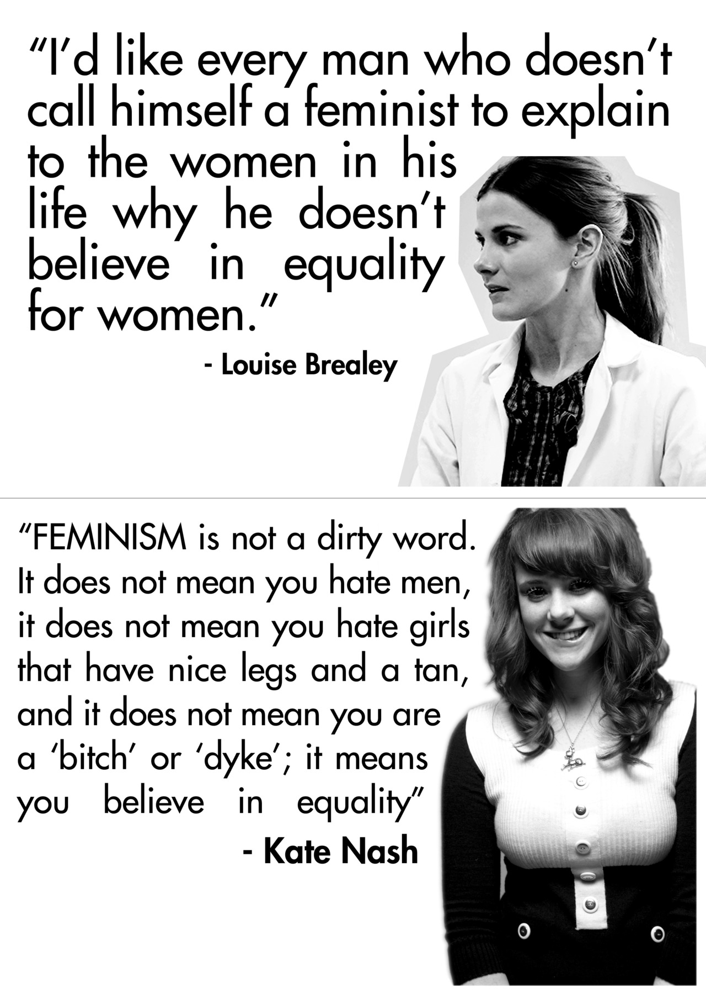 “I’d like every man who doesn’t
call himself a feminist to explain
to the women in his
life why he doesn’t
believe in equality
for women.”
- Louise Brealey
“FEMINISM is not a dirty word.
It does not mean you hate men,
it does not mean you hate girls
that have nice legs and a tan,
and it does not mean you are
a ‘bitch’ or ‘dyke’; it means
you believe in equality”
- Kate Nash